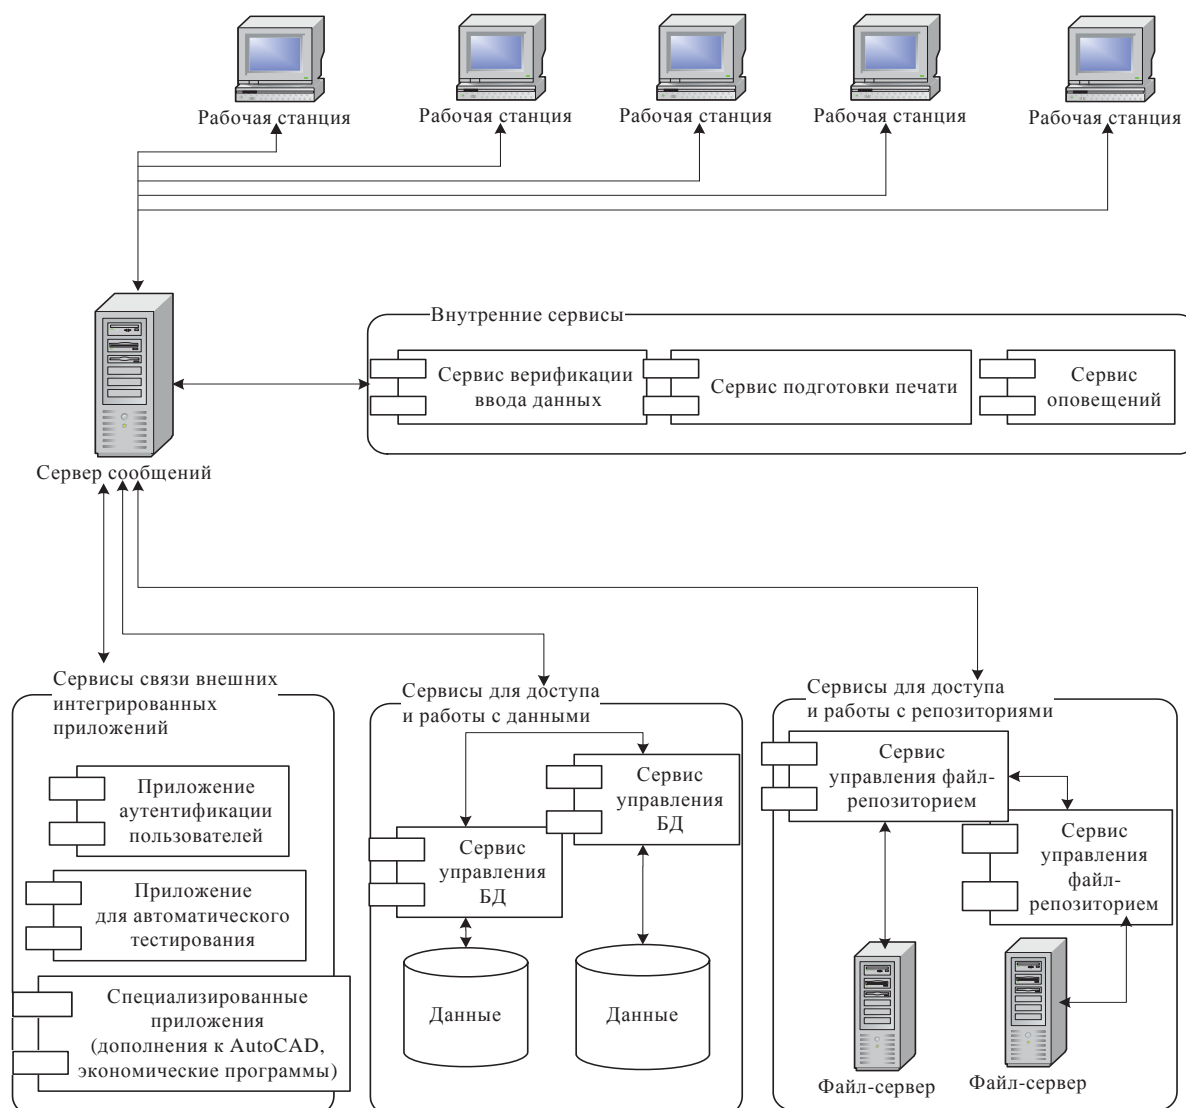 Рабочая станция
Рабочая станция
Рабочая станция
Рабочая станция
Рабочая станция
Внутренние сервисы
Сервис верификации
ввода данных
Сервис подготовки печати
Сервис
оповещений
Сервер сообщений
Сервисы связи внешних
интегрированных
приложений
Приложение
аутентификации
пользователей
Приложение
для автоматического
тестирования
Специализированные
приложения
(дополнения к AutoCAD,
экономические программы)
Сервисы для доступа
и работы с данными
Сервис
управления
БД
Сервис
управления
БД
Данные
Данные
Сервисы для доступа
и работы с репозиториями
Сервис
управления файл-
репозиторием
Сервис
управления
файл-
репозиторием
Файл-сервер
Файл-сервер